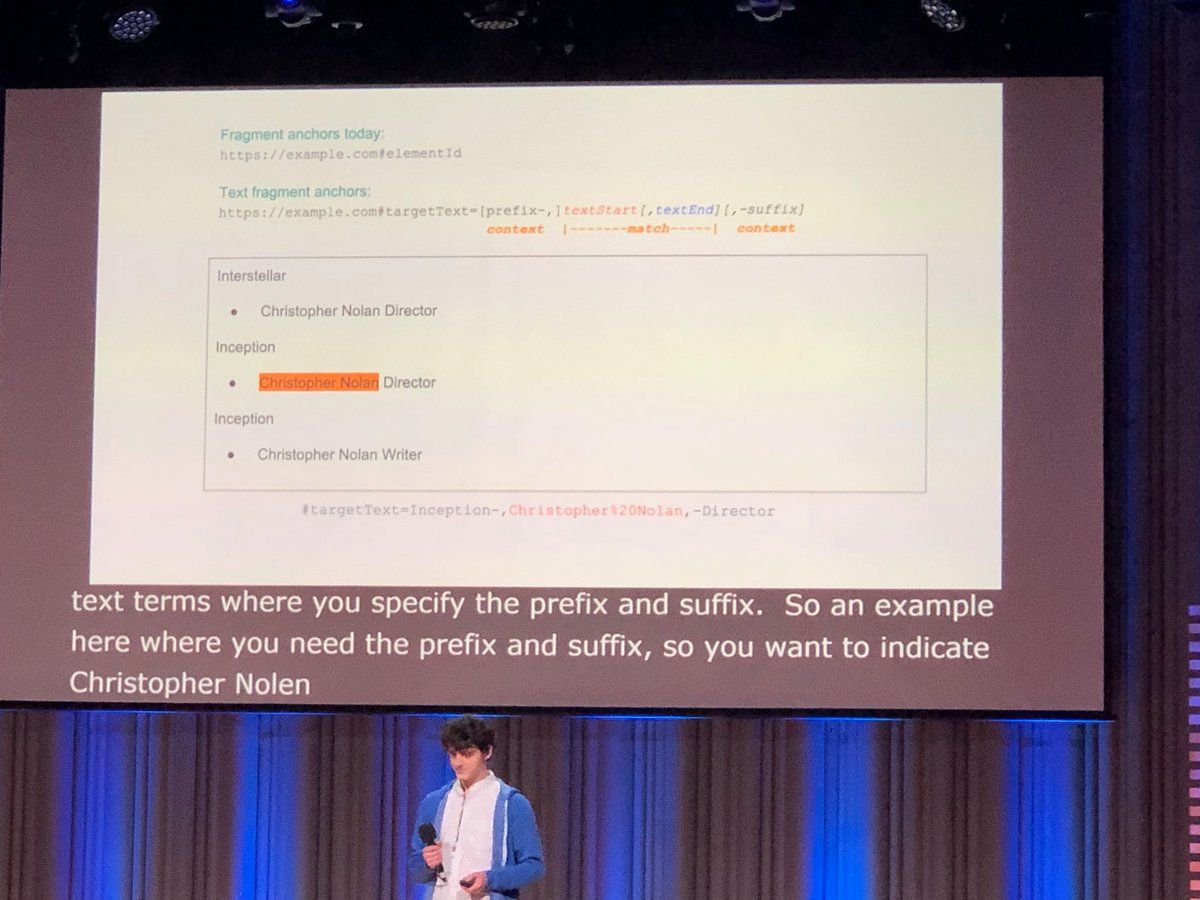 Fragment anchors today:
https://example.com#elementId
Text fragment anchors:
https://example.com#targetText=[prefix-,]textStart[,textEnd][,-suffix]
context |-------match-----| context
Interstellar
• Christopher Nolan Director
Inception
• Christopher Nolan Director
Inception
• Christopher Nolan Writer
#targetText=Inception-,Christopher%20Nolan,-Director
text terms where you specify the prefix and suffix. So an example
here where you need the prefix and suffix, so you want to indicate
Christopher Nolen